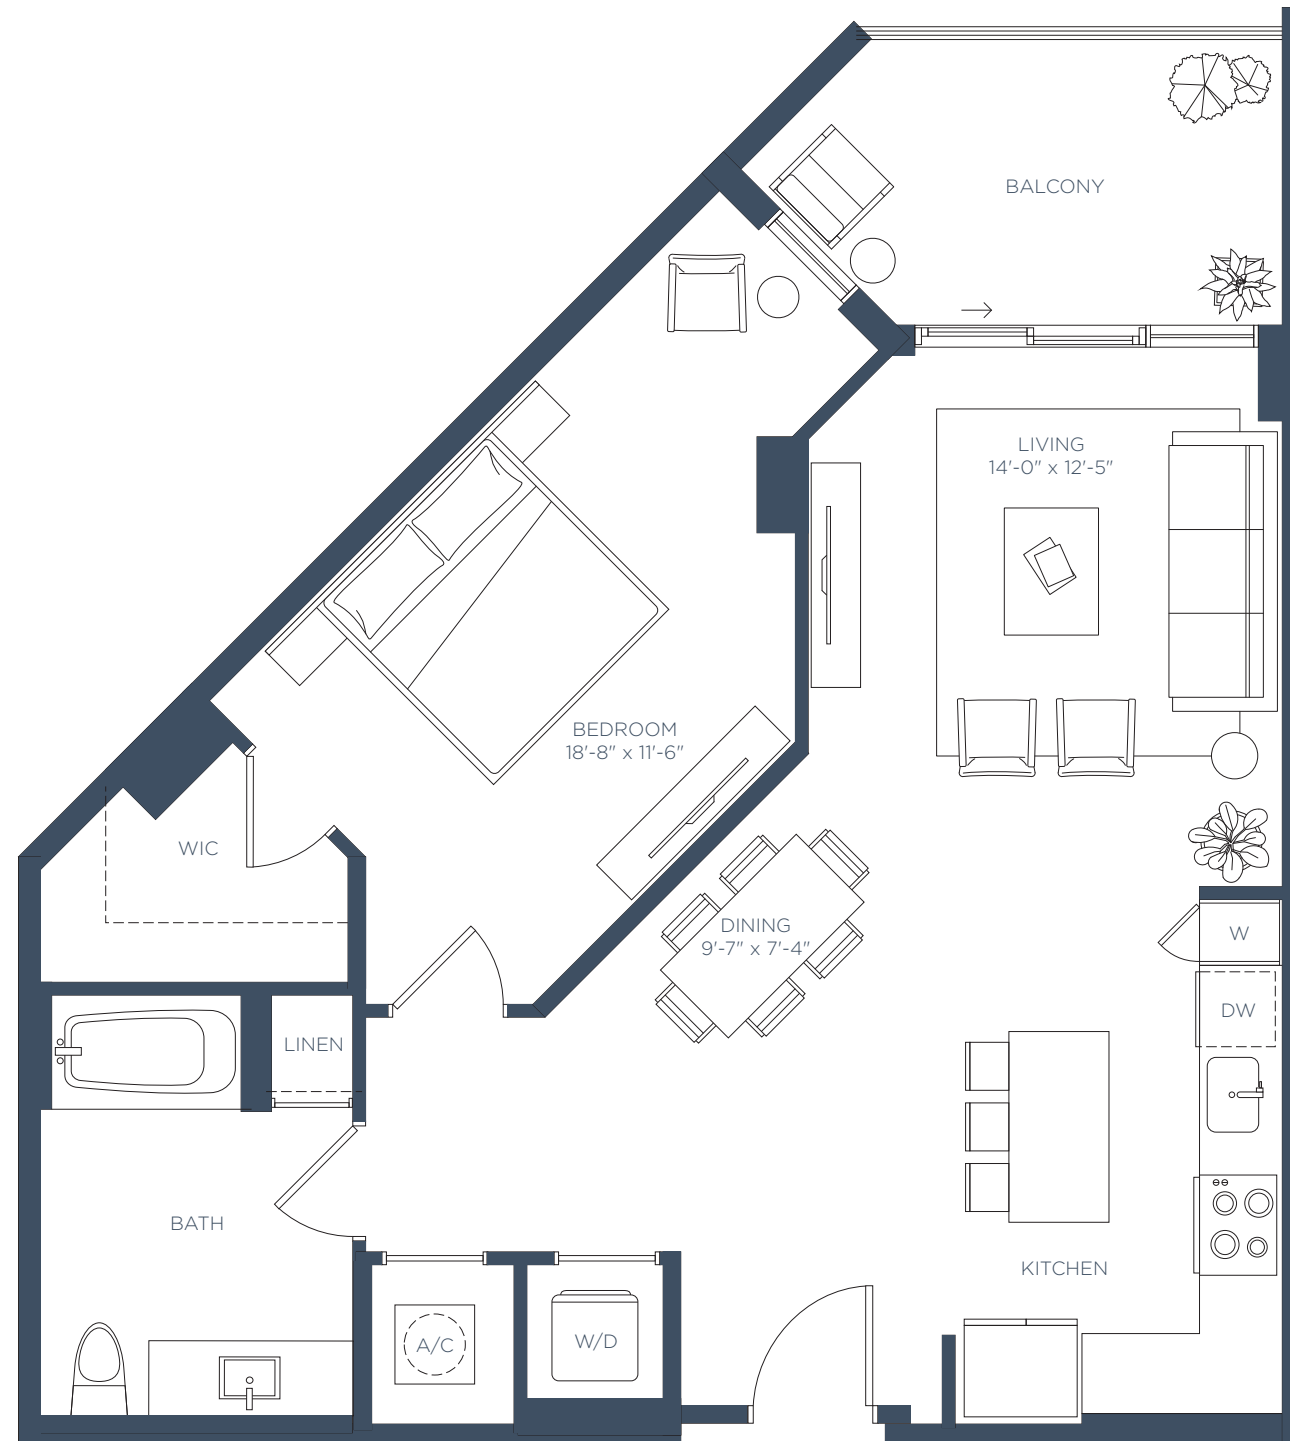 BALCONY
LIVING
14'-0" x 12'-5"
BEDROOM
18'-8" x 11'-6"
WIC
DINING
9'-7" x 7'-4"
W
DW
LINEN
BATH
KITCHEN
A/C
W/D